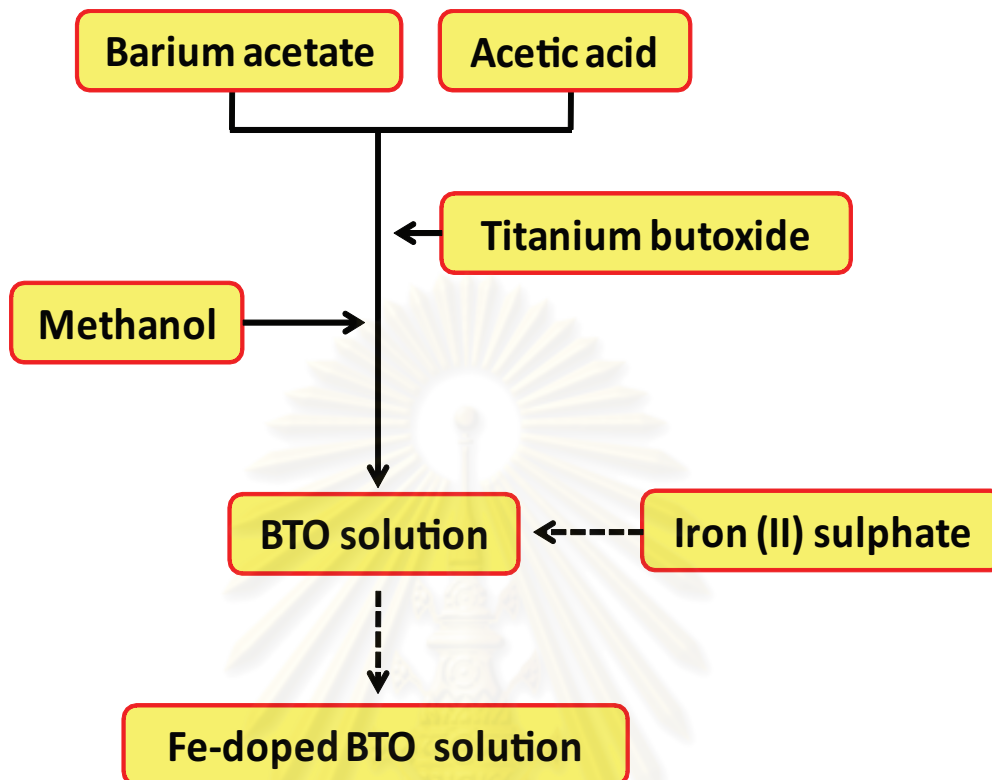 Barium acetate
Acetic acid
Titanium butoxide
Methanol
BTO solution
Iron (II) sulphate
Fe-doped BTO solution